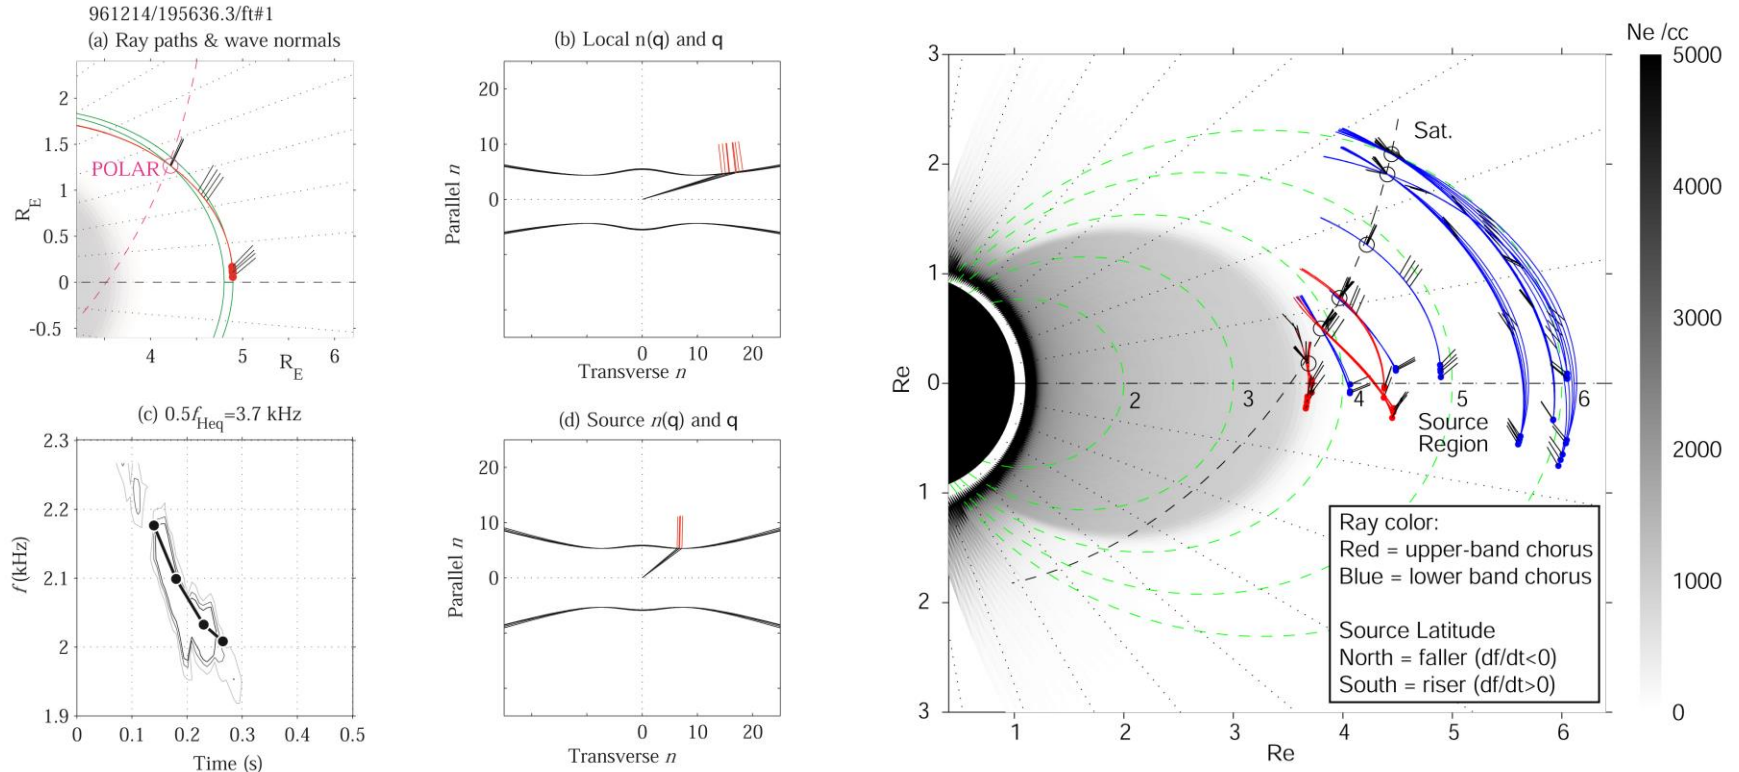 961214/195636.3/ft#1
(a) Ray paths & wave normals
2
1.5
1
0.5
0
-0.5
R_E
POLAR
4
5
6
R_E
(b) Local n(q) and q
20
10
0
Parallel n
0
10
20
Transverse n
(c) 0.5f_Heq=3.7 kHz
2.3
2.2
2.1
2
1.9
f (kHz)
0
0.1
0.2
0.3
0.4
0.5
Time (s)
(d) Source n(q) and q
20
10
0
Parallel n
0
10
20
Transverse n
Ne /cc
3
2
1
0
1
2
3
Re
Sat.
2
3
4
5
6
Source
Region
Ray color:
Red = upper-band chorus
Blue = lower band chorus
Source Latitude
North = faller (df/dt<0)
South = riser (df/dt>0)
1
2
3
4
5
6
Re
5000
4000
3000
2000
1000
0